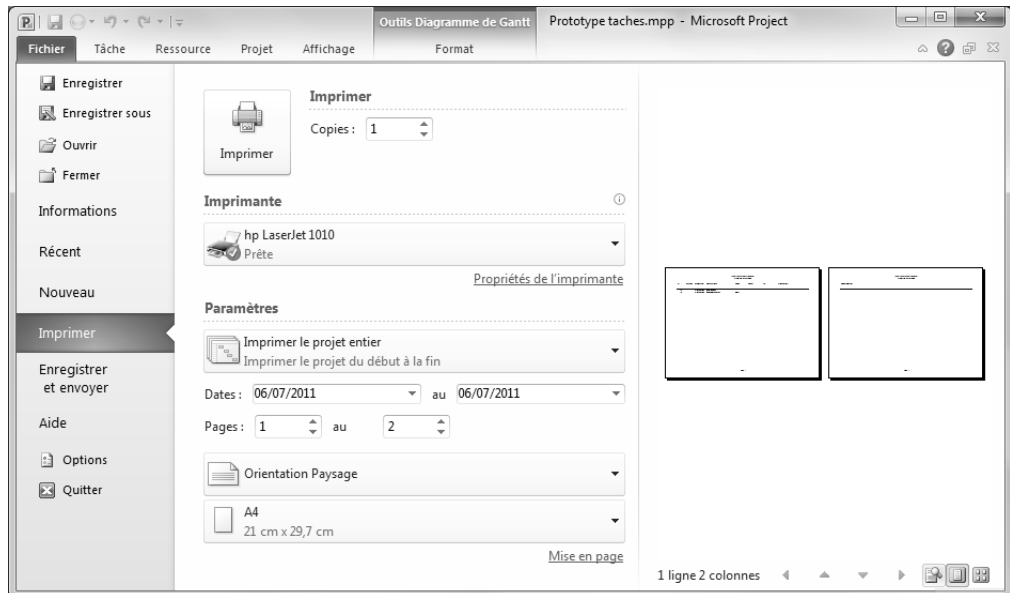 Outils Diagramme de Gantt
Prototype taches.mpp - Microsoft Project
Fichier Tâche Ressource Projet Affichage Format
Enregistrer
Enregistrer sous
Ouvrir
Fermer
Informations
Récent
Nouveau
Imprimer
Enregistrer
et envoyer
Aide
Options
Quitter
Imprimer
Imprimer
Copies : 1
Imprimante
hp LaserJet 1010
Prête
Propriétés de l'imprimante
Paramètres
Imprimer le projet entier
Imprimer le projet du début à la fin
Dates : 06/07/2011 au 06/07/2011
Pages : 1 au 2
Orientation Paysage
A4
21 cm x 29,7 cm
Mise en page
1 ligne 2 colonnes